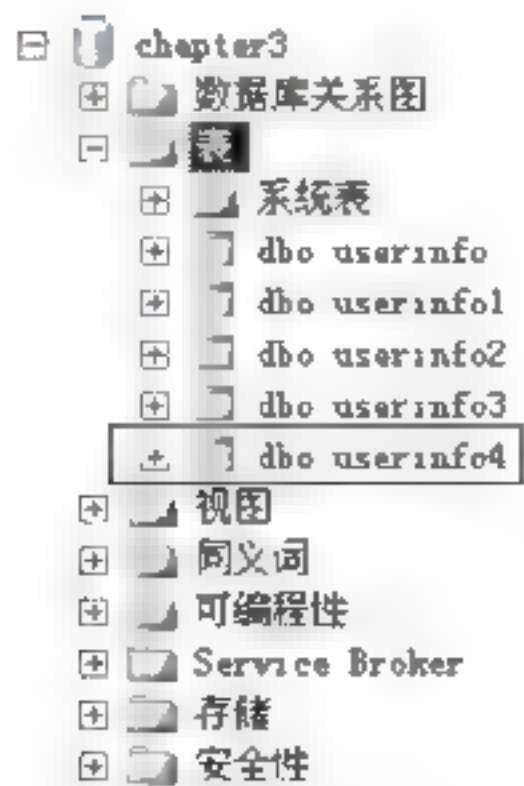 chapter3
数据库关系图
表
系统表
dbo userinfo
dbo userinfo1
dbo userinfo2
dbo userinfo3
dbo userinfo4
视图
同义词
可编程性
Service Broker
存储
安全性